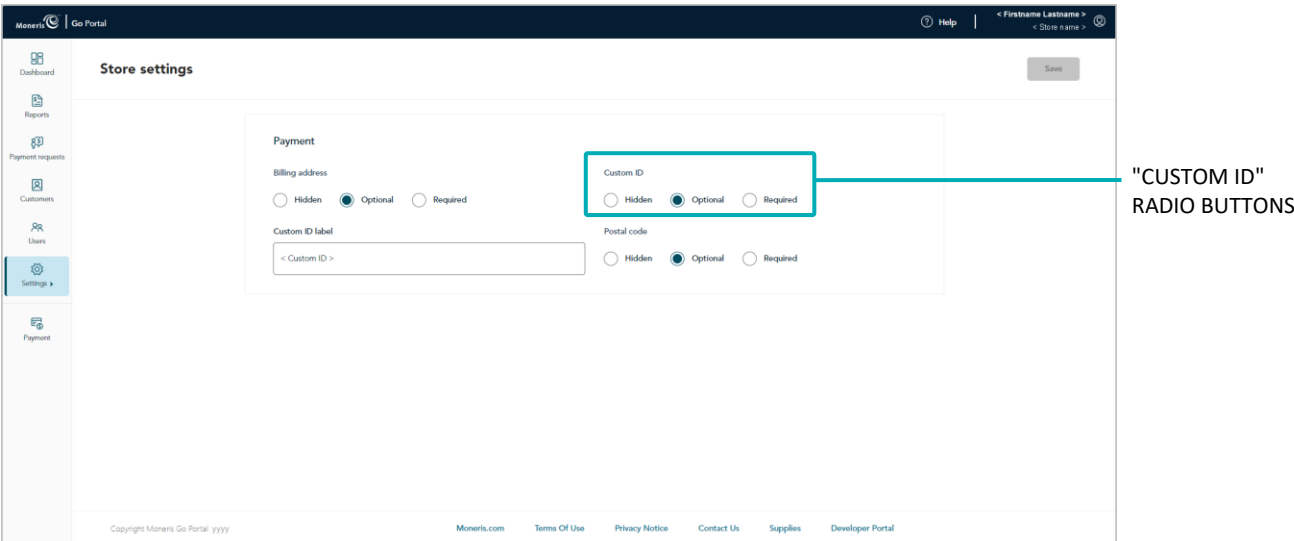 Moneris Go Portal
Help
< Firstname Lastname >
< Store name >
Dashboard
Reports
Payment requests
Customers
Users
Settings
Payment
Store settings
Save
Payment
Billing address
Hidden Optional Required
Custom ID
Hidden Optional Required
Custom ID label
< Custom ID >
Postal code
Hidden Optional Required
"CUSTOM ID"
RADIO BUTTONS
Copyright Moneris Go Portal yyyy
Moneris.com Terms Of Use Privacy Notice Contact Us Supplies Developer Portal